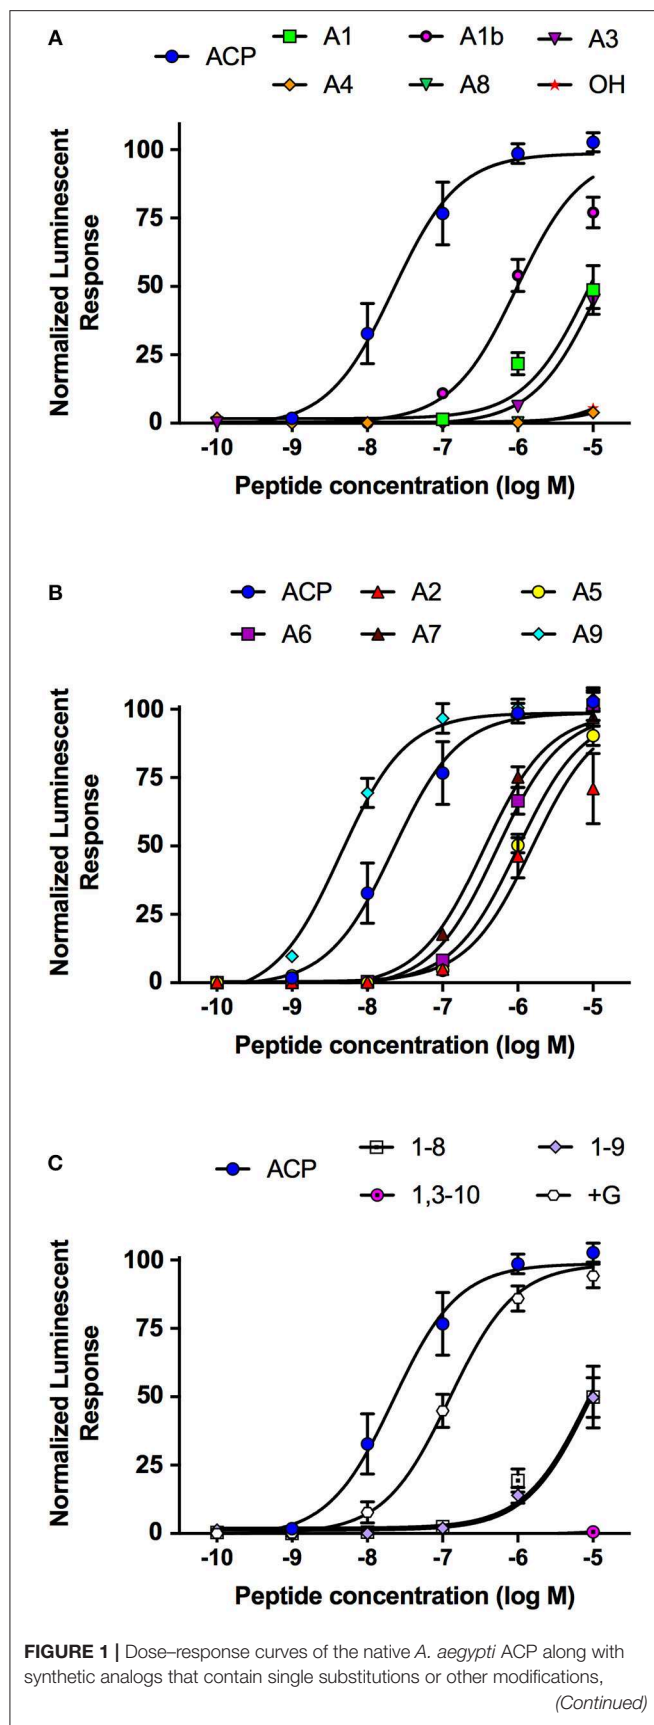 A
ACP
A1
A1b
A3
A4
A8
OH
Normalized Luminescent
Response
100
75
50
25
0
-10 -9 -8 -7 -6 -5
Peptide concentration (log M)
B
ACP
A2
A5
A6
A7
A9
Normalized Luminescent
Response
100
75
50
25
0
-10 -9 -8 -7 -6 -5
Peptide concentration (log M)
C
ACP
1-8
1-9
1,3-10
+G
Normalized Luminescent
Response
100
75
50
25
0
-10 -9 -8 -7 -6 -5
Peptide concentration (log M)
FIGURE 1 | Dose–response curves of the native A. aegypti ACP along with
synthetic analogs that contain single substitutions or other modifications,
(Continued)